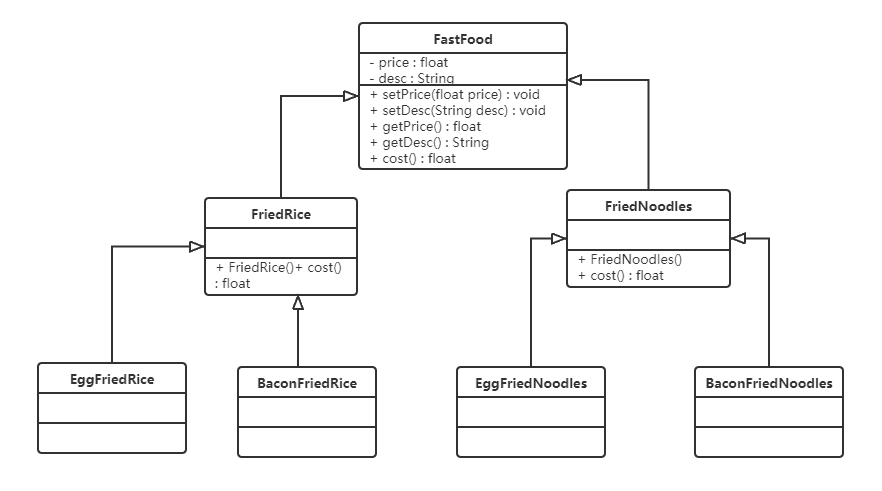 FastFood
- price : float
- desc : String
+ setPrice(float price) : void
+ setDesc(String desc) : void
+ getPrice() : float
+ getDesc() : String
+ cost() : float
FriedRice
+ FriedRice()+ cost()
: float
FriedNoodles
+ FriedNoodles()
+ cost() : float
EggFriedRice
BaconFriedRice
EggFriedNoodles
BaconFriedNoodles